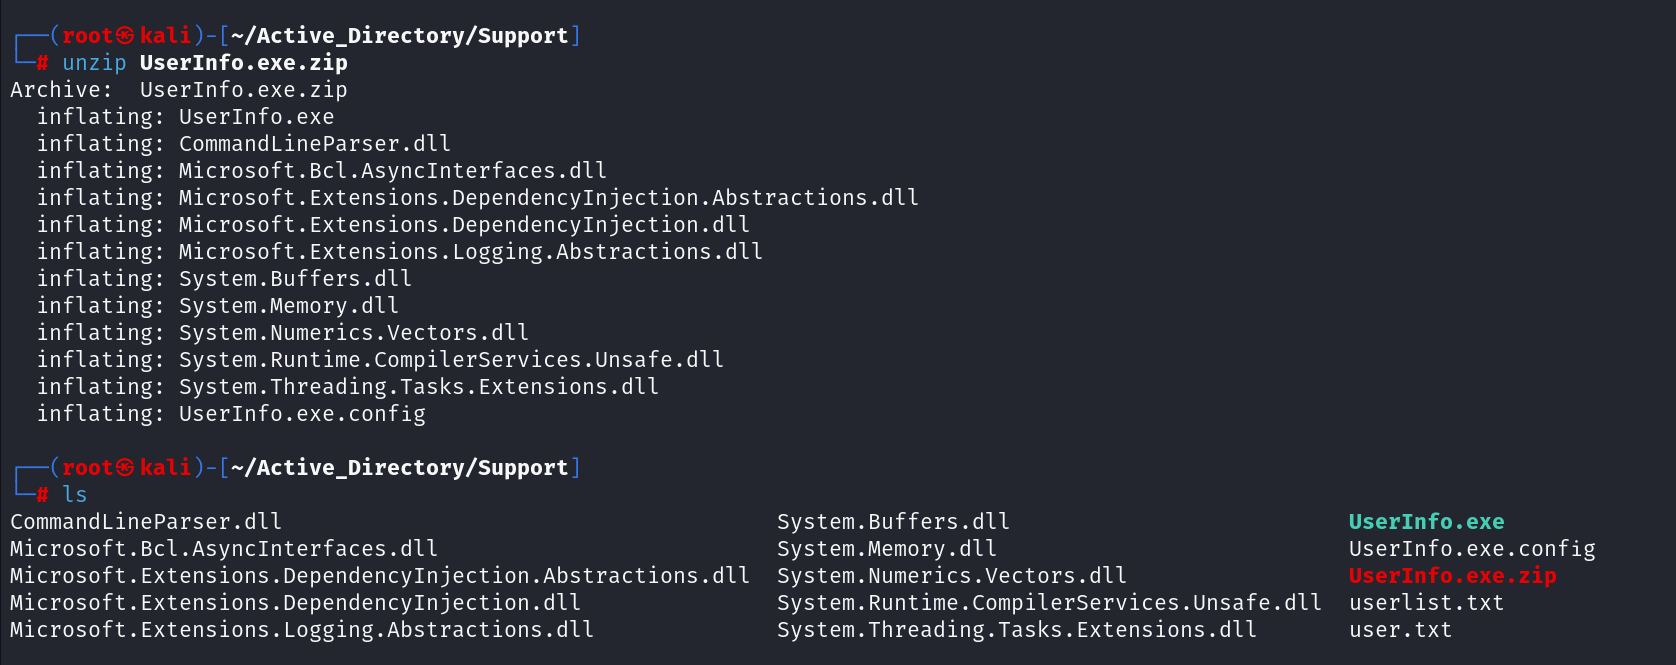 ┌──(root㉿kali)-[~/Active_Directory/Support]
└─# unzip UserInfo.exe.zip
Archive:  UserInfo.exe.zip
  inflating: UserInfo.exe
  inflating: CommandLineParser.dll
  inflating: Microsoft.Bcl.AsyncInterfaces.dll
  inflating: Microsoft.Extensions.DependencyInjection.Abstractions.dll
  inflating: Microsoft.Extensions.DependencyInjection.dll
  inflating: Microsoft.Extensions.Logging.Abstractions.dll
  inflating: System.Buffers.dll
  inflating: System.Memory.dll
  inflating: System.Numerics.Vectors.dll
  inflating: System.Runtime.CompilerServices.Unsafe.dll
  inflating: System.Threading.Tasks.Extensions.dll
  inflating: UserInfo.exe.config
┌──(root㉿kali)-[~/Active_Directory/Support]
└─# ls
CommandLineParser.dll                                      System.Buffers.dll                          UserInfo.exe
Microsoft.Bcl.AsyncInterfaces.dll                          System.Memory.dll                           UserInfo.exe.config
Microsoft.Extensions.DependencyInjection.Abstractions.dll  System.Numerics.Vectors.dll                 UserInfo.exe.zip
Microsoft.Extensions.DependencyInjection.dll               System.Runtime.CompilerServices.Unsafe.dll  userlist.txt
Microsoft.Extensions.Logging.Abstractions.dll              System.Threading.Tasks.Extensions.dll       user.txt